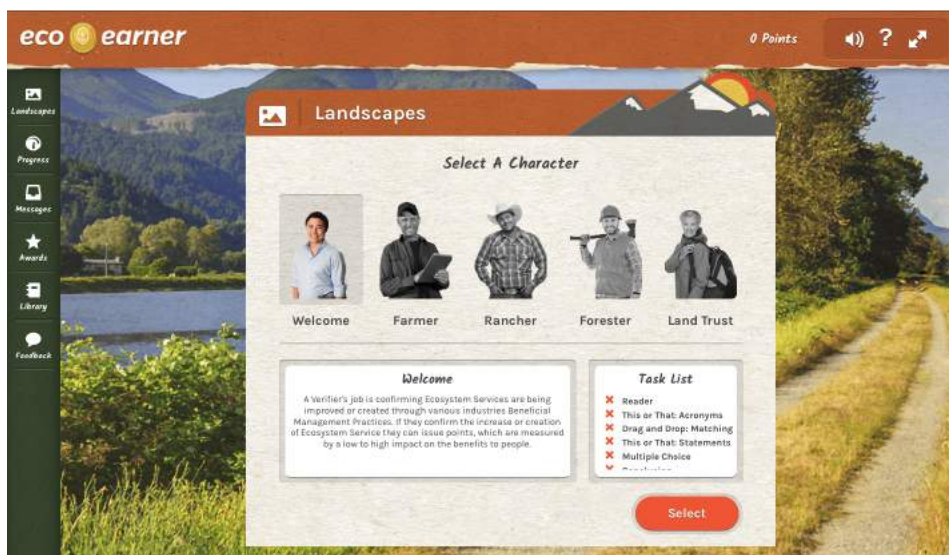 eco earner
0 Points
?
Landscapes
Progress
Messages
Awards
Library
Feedback
Landscapes
Select A Character
Welcome
Farmer
Rancher
Forester
Land Trust
Welcome
A Verifier's job is confirming Ecosystem Services are being
improved or created through various industries Beneficial
Management Practices. If they confirm the increase or creation
of Ecosystem Service they can issue points, which are measured
by a low to high impact on the benefits to people.
Task List
Reader
This or That: Acronyms
Drag and Drop: Matching
This or That: Statements
Multiple Choice
Select